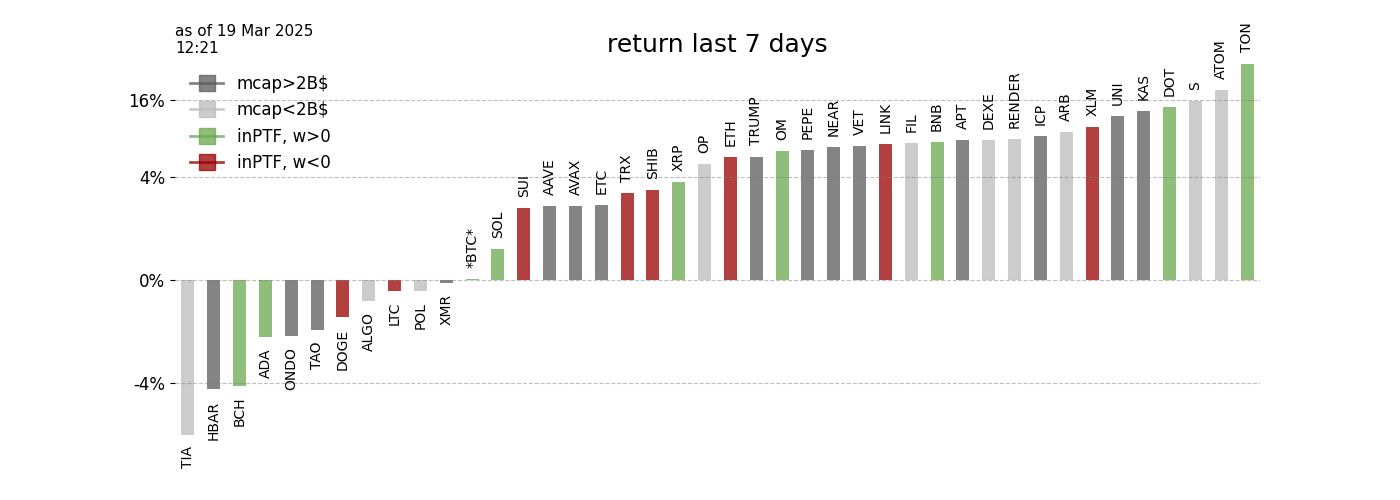 as of 19 Mar 2025
12:21
return last 7 days
mcap>2B$
mcap<2B$
inPTF, w>0
inPTF, w<0
16%
4%
0%
-4%
TIA
HBAR
BCH
ADA
ONDO
TAO
DOGE
ALGO
LTC
POL
XMR
*BTC*
SOL
SUI
AAVE
AVAX
ETC
TRX
SHIB
XRP
OP
ETH
TRUMP
OM
PEPE
NEAR
VET
LINK
FIL
BNB
APT
DEXE
RENDER
ICP
ARB
XLM
UNI
KAS
DOT
S
ATOM
TON